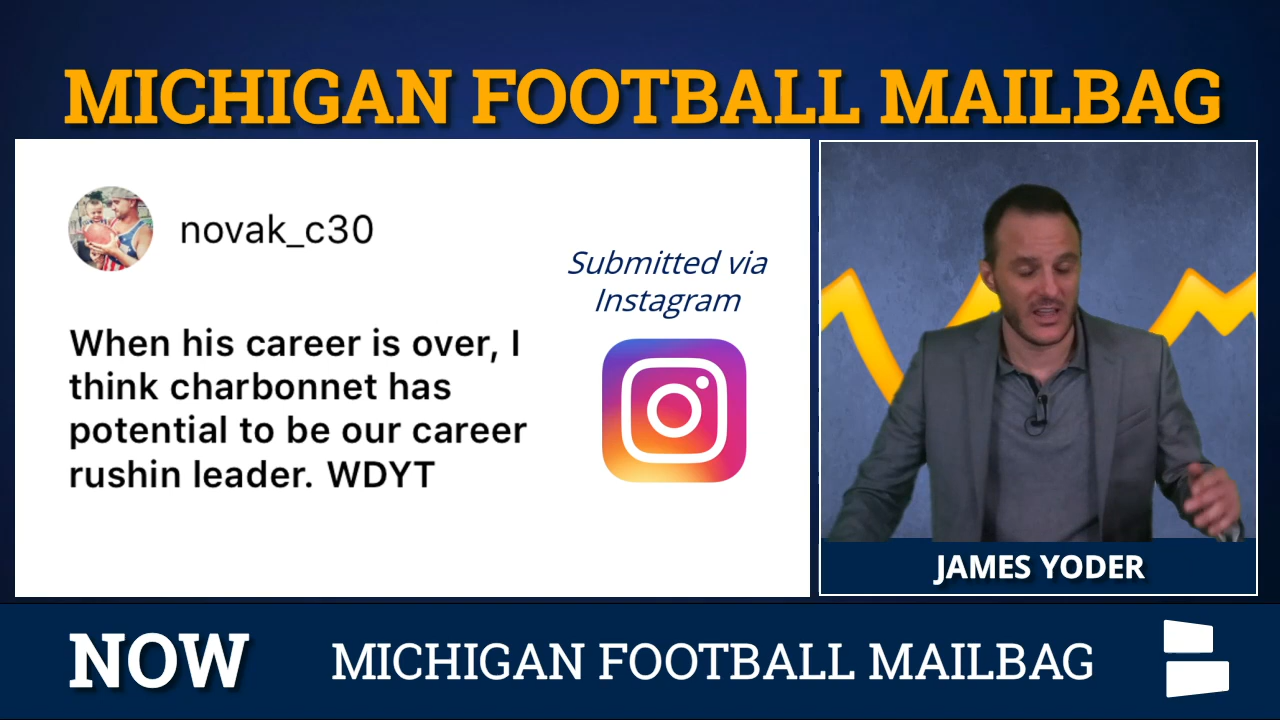 MICHIGAN FOOTBALL MAILBAG
novak_c30
Submitted via
Instagram
When his career is over, I
think charbonnet has
potential to be our career
rushin leader. WDYT
JAMES YODER
NOW
MICHIGAN FOOTBALL MAILBAG